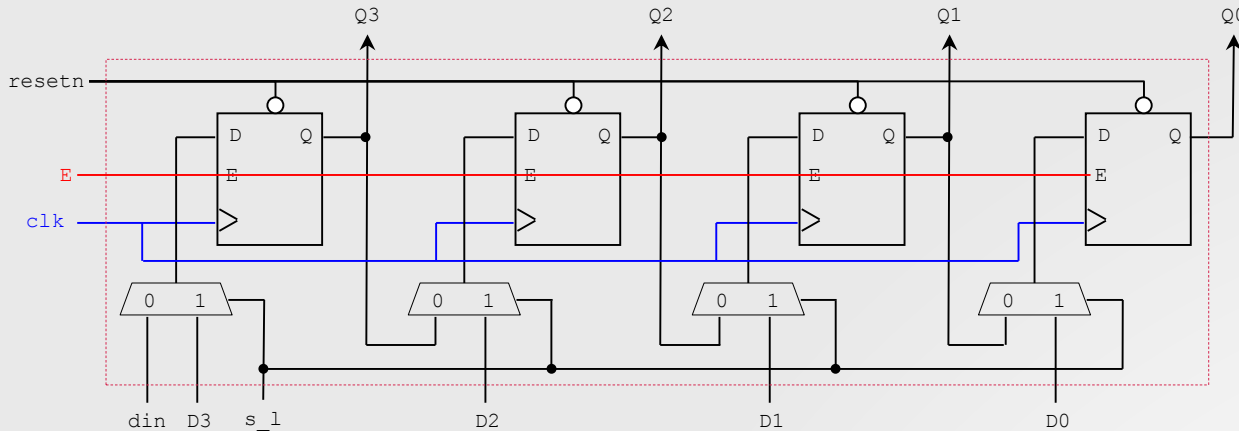 Q3 Q2 Q1 Q0
resetn
D Q D Q D Q D Q
E E E E E
clk
0 1 0 1 0 1 0 1
din D3 s_l D2 D1 D0